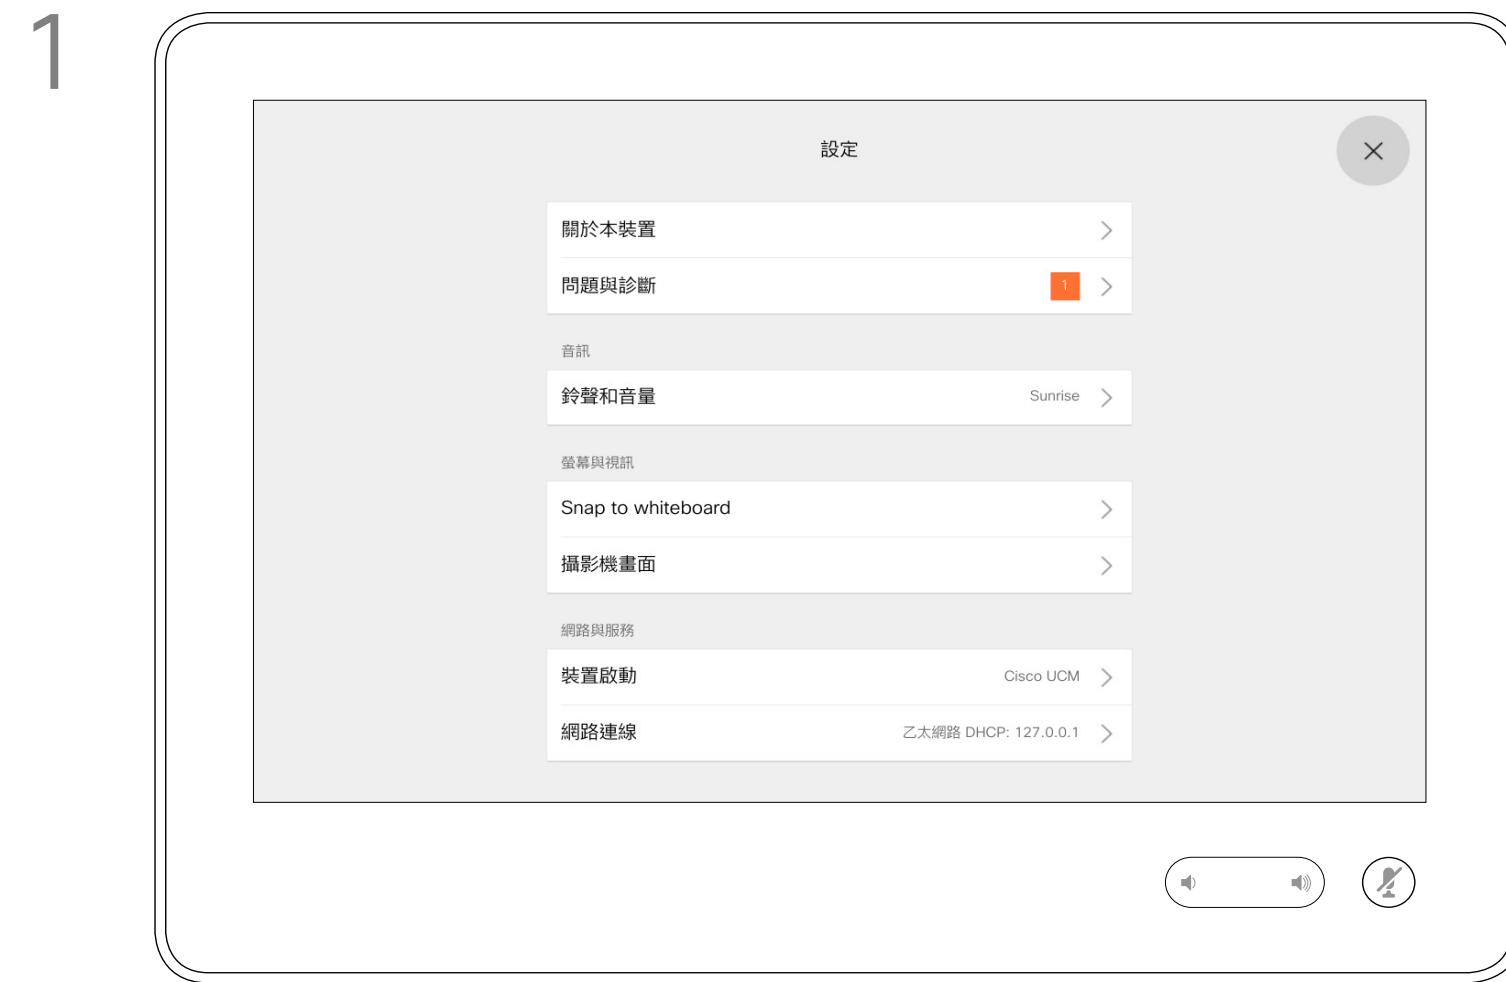 1
設定
關於本裝置
問題與診斷 1
音訊
鈴聲和音量 Sunrise
螢幕與視訊
Snap to whiteboard
攝影機畫面
網路與服務
裝置啟動 Cisco UCM
網路連線 乙太網路 DHCP: 127.0.0.1